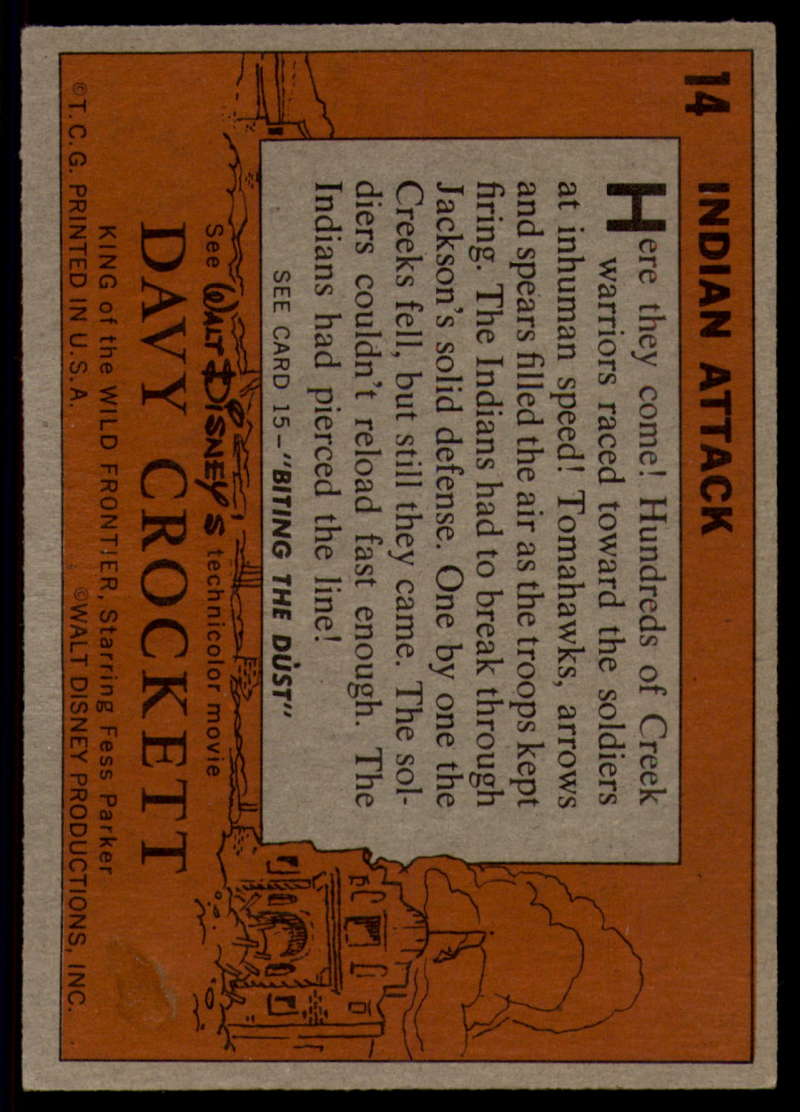 14 INDIAN ATTACK
Here they come! Hundreds of Creek
warriors raced toward the soldiers
at inhuman speed! Tomahawks, arrows
and spears filled the air as the troops kept
firing. The Indians had to break through
Jackson's solid defense. One by one the
Creeks fell, but still they came. The sol-
diers couldn't reload fast enough. The
Indians had pierced the line!
SEE CARD 15—"BITING THE DUST"
See WALT DISNEY'S technicolor movie
DAVY CROCKETT
KING of the WILD FRONTIER, Starring Fess Parker
©T.C.G. PRINTED IN U.S.A. ©WALT DISNEY PRODUCTIONS, INC.